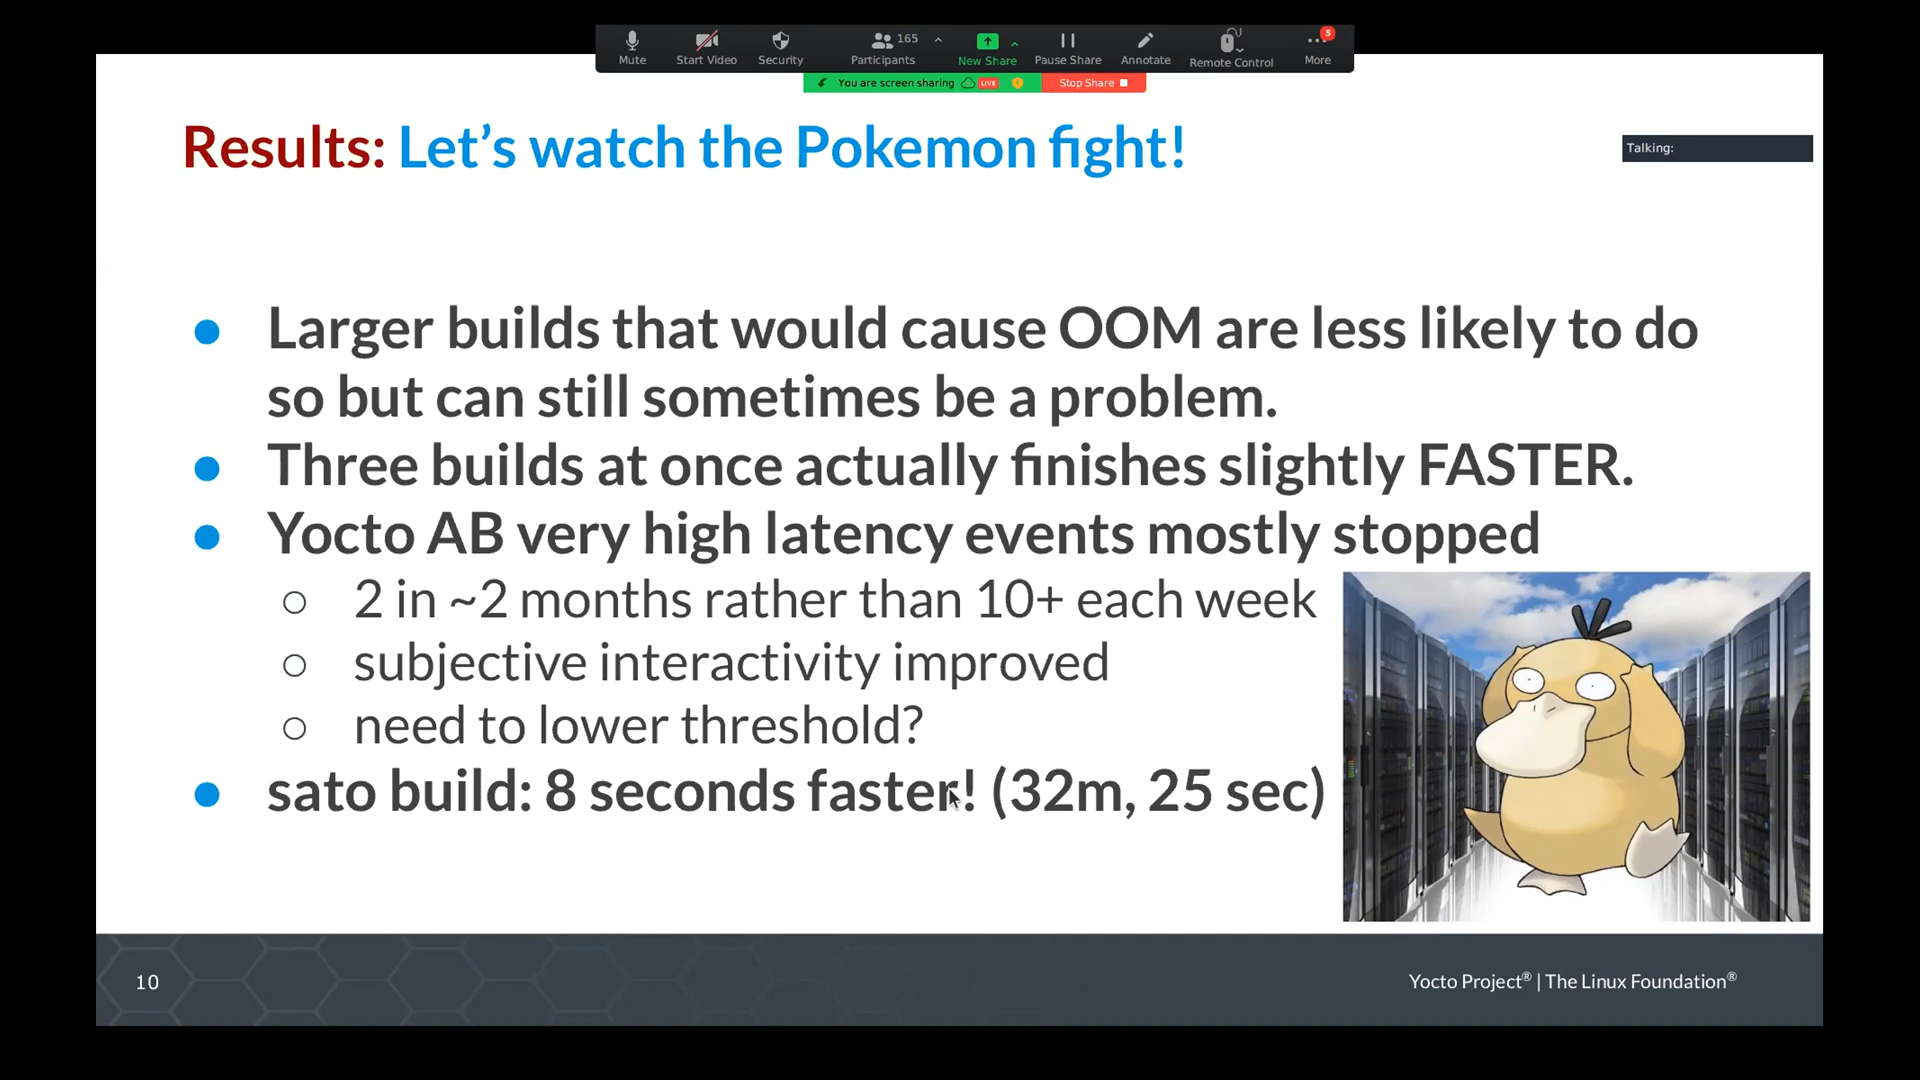 165
5
Mute
Start Video
Security
Participants
New Share
Pause Share
Annotate
Remote Control
More
You are screen sharing
LIVE
Stop Share
Results: Let's watch the Pokemon fight!
Talking:
Larger builds that would cause OOM are less likely to do
so but can still sometimes be a problem.
Three builds at once actually finishes slightly FASTER.
Yocto AB very high latency events mostly stopped
2 in ~2 months rather than 10+ each week
subjective interactivity improved
need to lower threshold?
sato build: 8 seconds faster! (32m, 25 sec)
10
Yocto Project® | The Linux Foundation®